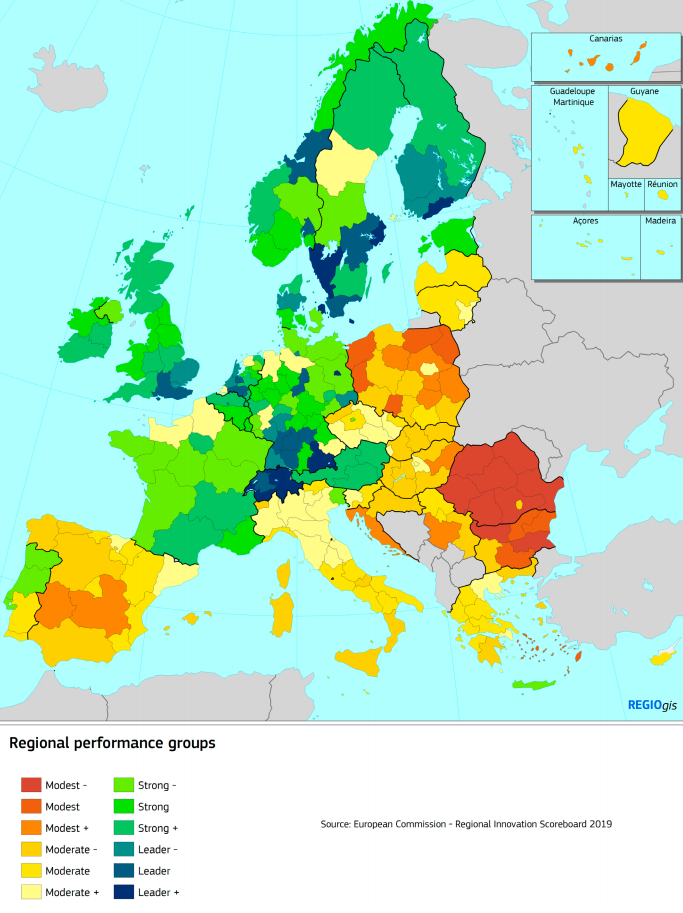 Canarias
Guadeloupe
Martinique
Guyane
Mayotte
Réunion
Açores
Madeira
REGIOgis
Regional performance groups
Modest -
Modest
Modest +
Moderate -
Moderate
Moderate +
Strong -
Strong
Strong +
Leader -
Leader
Leader +
Source: European Commission - Regional Innovation Scoreboard 2019